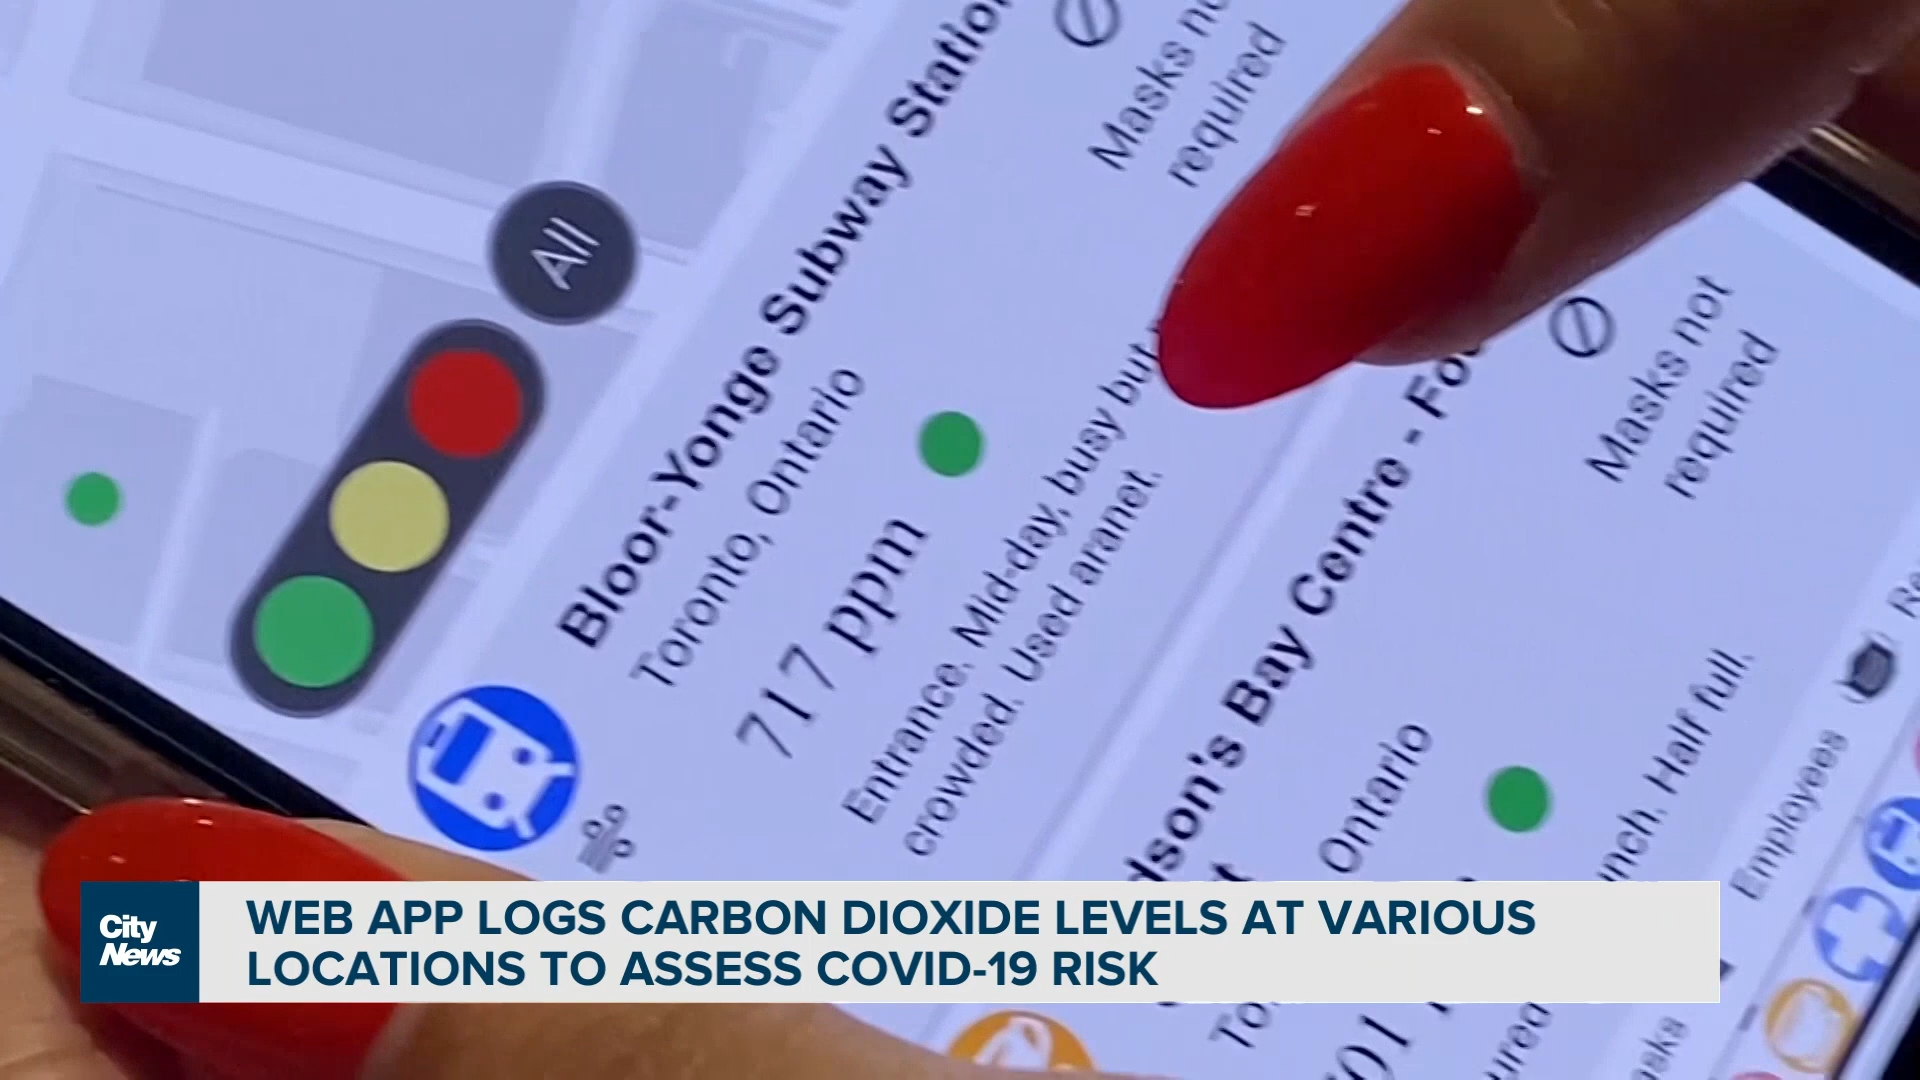 All
Bloor-Yonge Subway Station
Masks not
required
Toronto, Ontario
717 ppm
Entrance. Mid-day, busy but
crowded. Used aranet.
Bay Centre -
Masks not
required
Ontario
Half full.
Employees
City
News
WEB APP LOGS CARBON DIOXIDE LEVELS AT VARIOUS
LOCATIONS TO ASSESS COVID-19 RISK